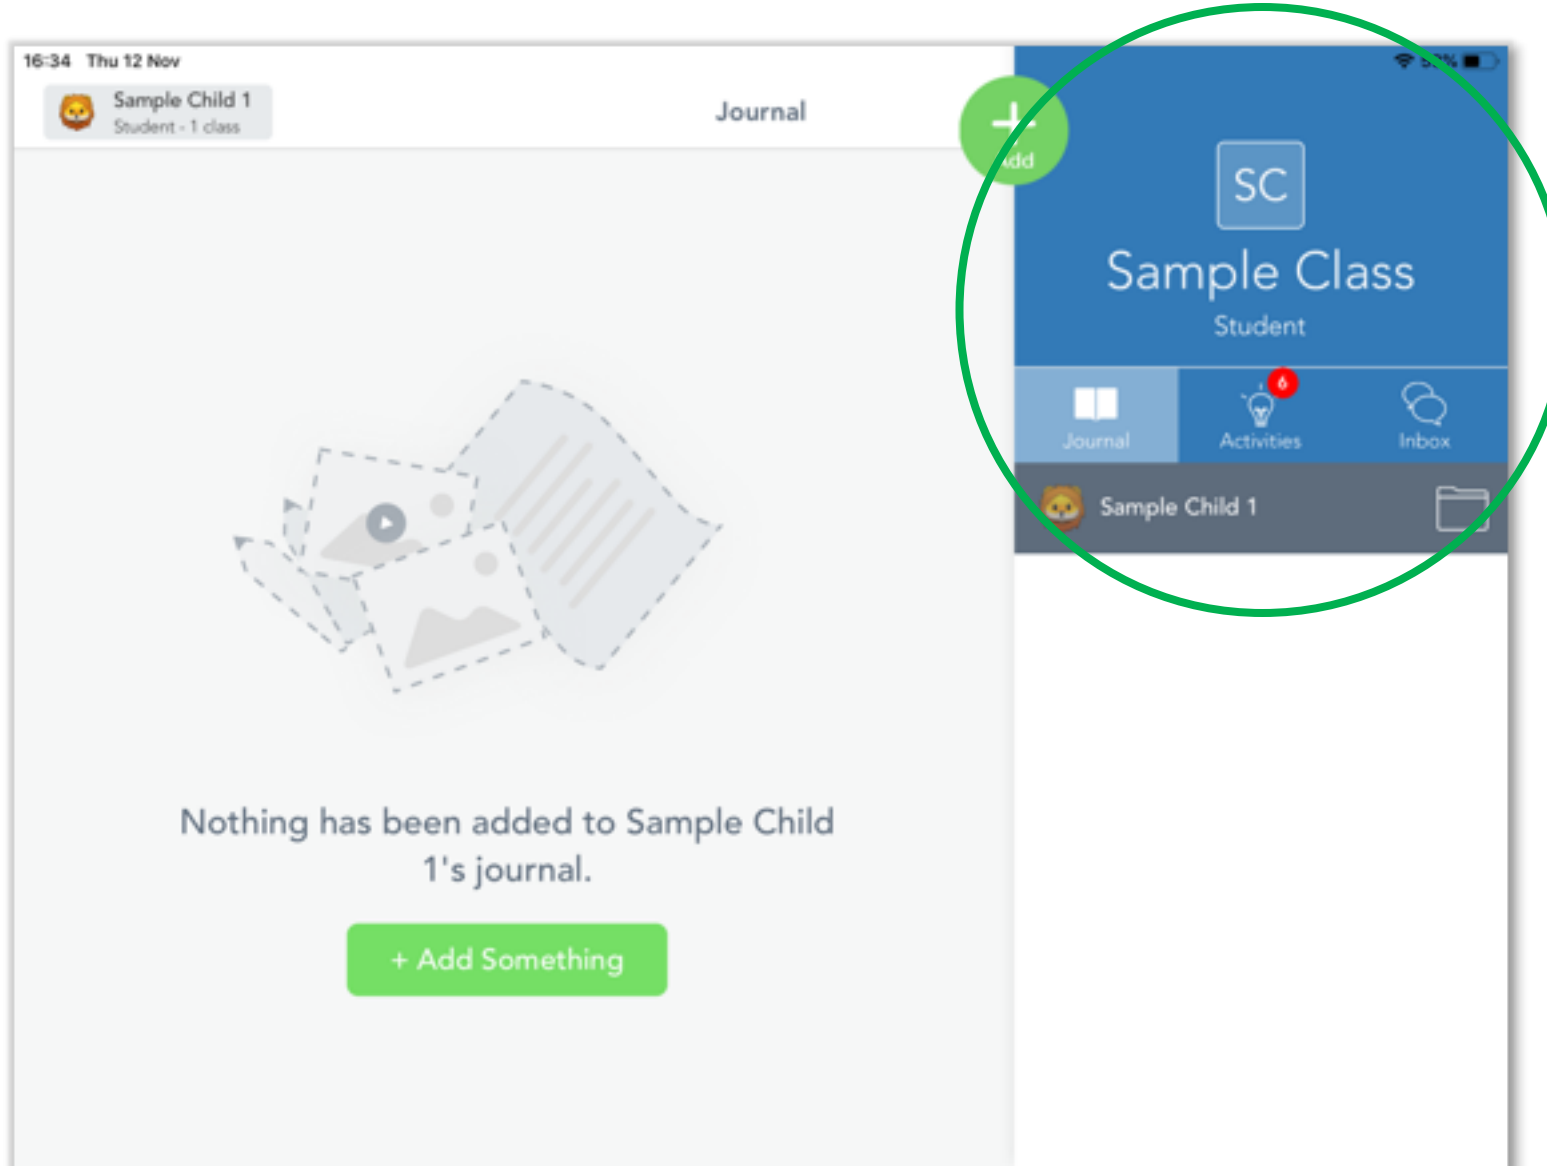 16:34 Thu 12 Nov
Sample Child 1
Student - 1 class
Journal
SC
Sample Class
Student
Journal
6
Activities
Inbox
Sample Child 1
Nothing has been added to Sample Child
1's journal.
+ Add Something